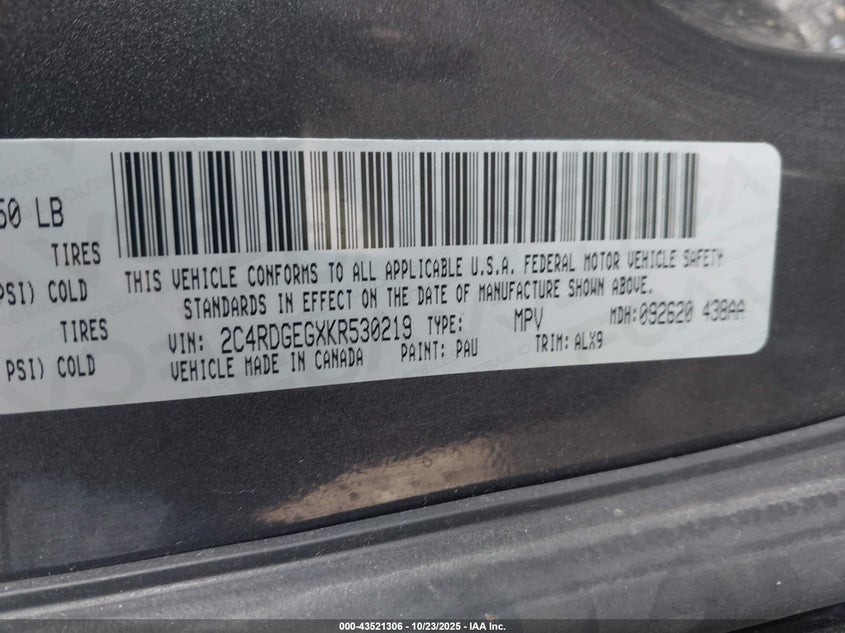 50 LB
TIRES
PSI) COLD
TIRES
PSI) COLD
THIS VEHICLE CONFORMS TO ALL APPLICABLE U.S.A. FEDERAL MOTOR VEHICLE SAFETY
STANDARDS IN EFFECT ON THE DATE OF MANUFACTURE SHOWN ABOVE.
VIN: 2C4RDGEGXKR530219 TYPE: MPV MDH:092620 438AA
VEHICLE MADE IN CANADA PAINT: PAU TRIM: ALX9
000-43521306 | 10/23/2025 | IAA Inc.